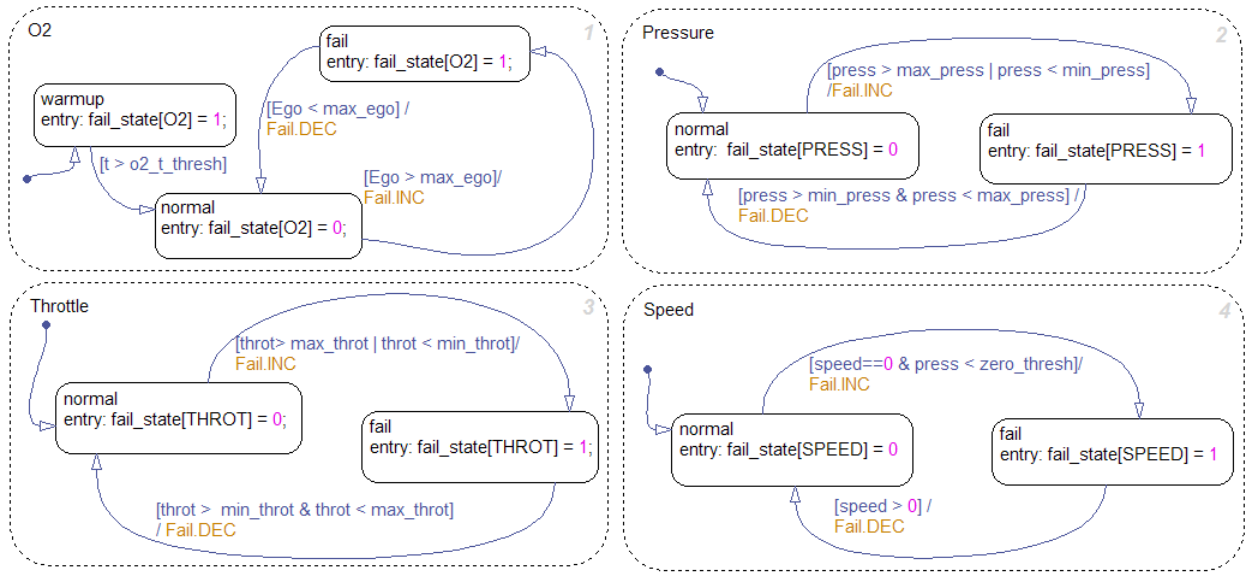 O2
1
fail
entry: fail_state[O2] = 1;
warmup
entry: fail_state[O2] = 1;
[Ego < max_ego] /
Fail.DEC
[t > o2_t_thresh]
[Ego > max_ego]/
Fail.INC
normal
entry: fail_state[O2] = 0;
Pressure
2
[press > max_press | press < min_press]
/Fail.INC
normal
entry:  fail_state[PRESS] = 0
fail
entry: fail_state[PRESS] = 1
[press > min_press & press < max_press] /
Fail.DEC
Throttle
3
[throt> max_throt | throt < min_throt]/
Fail.INC
normal
entry: fail_state[THROT] = 0;
fail
entry: fail_state[THROT] = 1;
[throt >  min_throt & throt < max_throt]
/ Fail.DEC
Speed
4
[speed==0 & press < zero_thresh]/
Fail.INC
normal
entry: fail_state[SPEED] = 0
fail
entry: fail_state[SPEED] = 1
[speed > 0] /
Fail.DEC